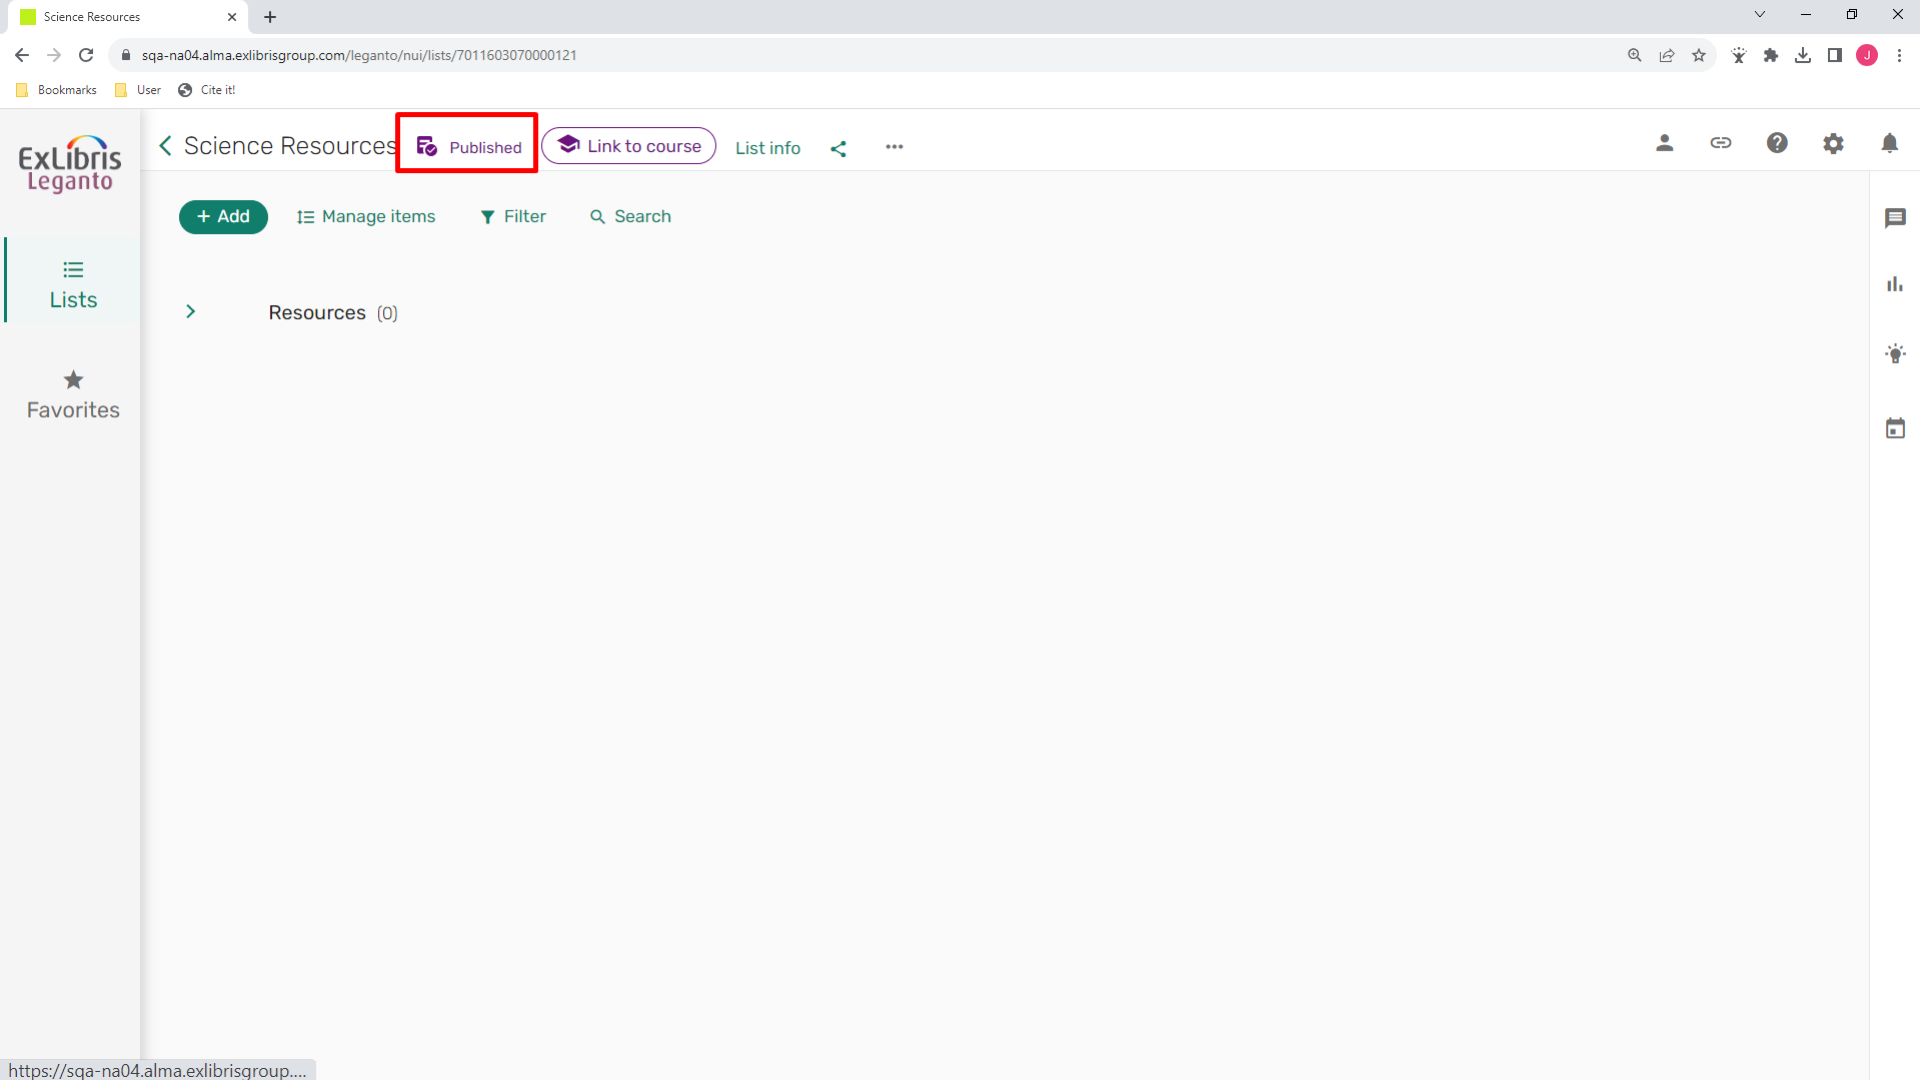 Science Resources
sqa-na04.alma.exlibrisgroup.com/leganto/nui/lists/7011603070000121
J
Bookmarks User Cite it!
ExLibris
Leganto
Science Resources Published Link to course List info
+ Add Manage items Filter Search
Lists
Resources (0)
Favorites
https://sqa-na04.alma.exlibrisgroup....